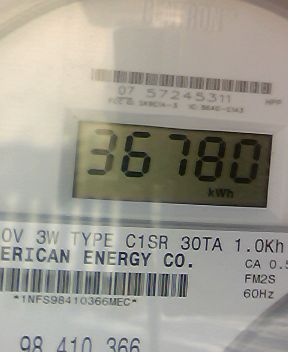 07 57245311
HPP
36780
kWh
0V 3W TYPE C1SR 30TA 1.0Kh
ERICAN ENERGY CO.
CA 0.5
FM2S
60Hz
*1NFS98410366MEC*
98 410 366